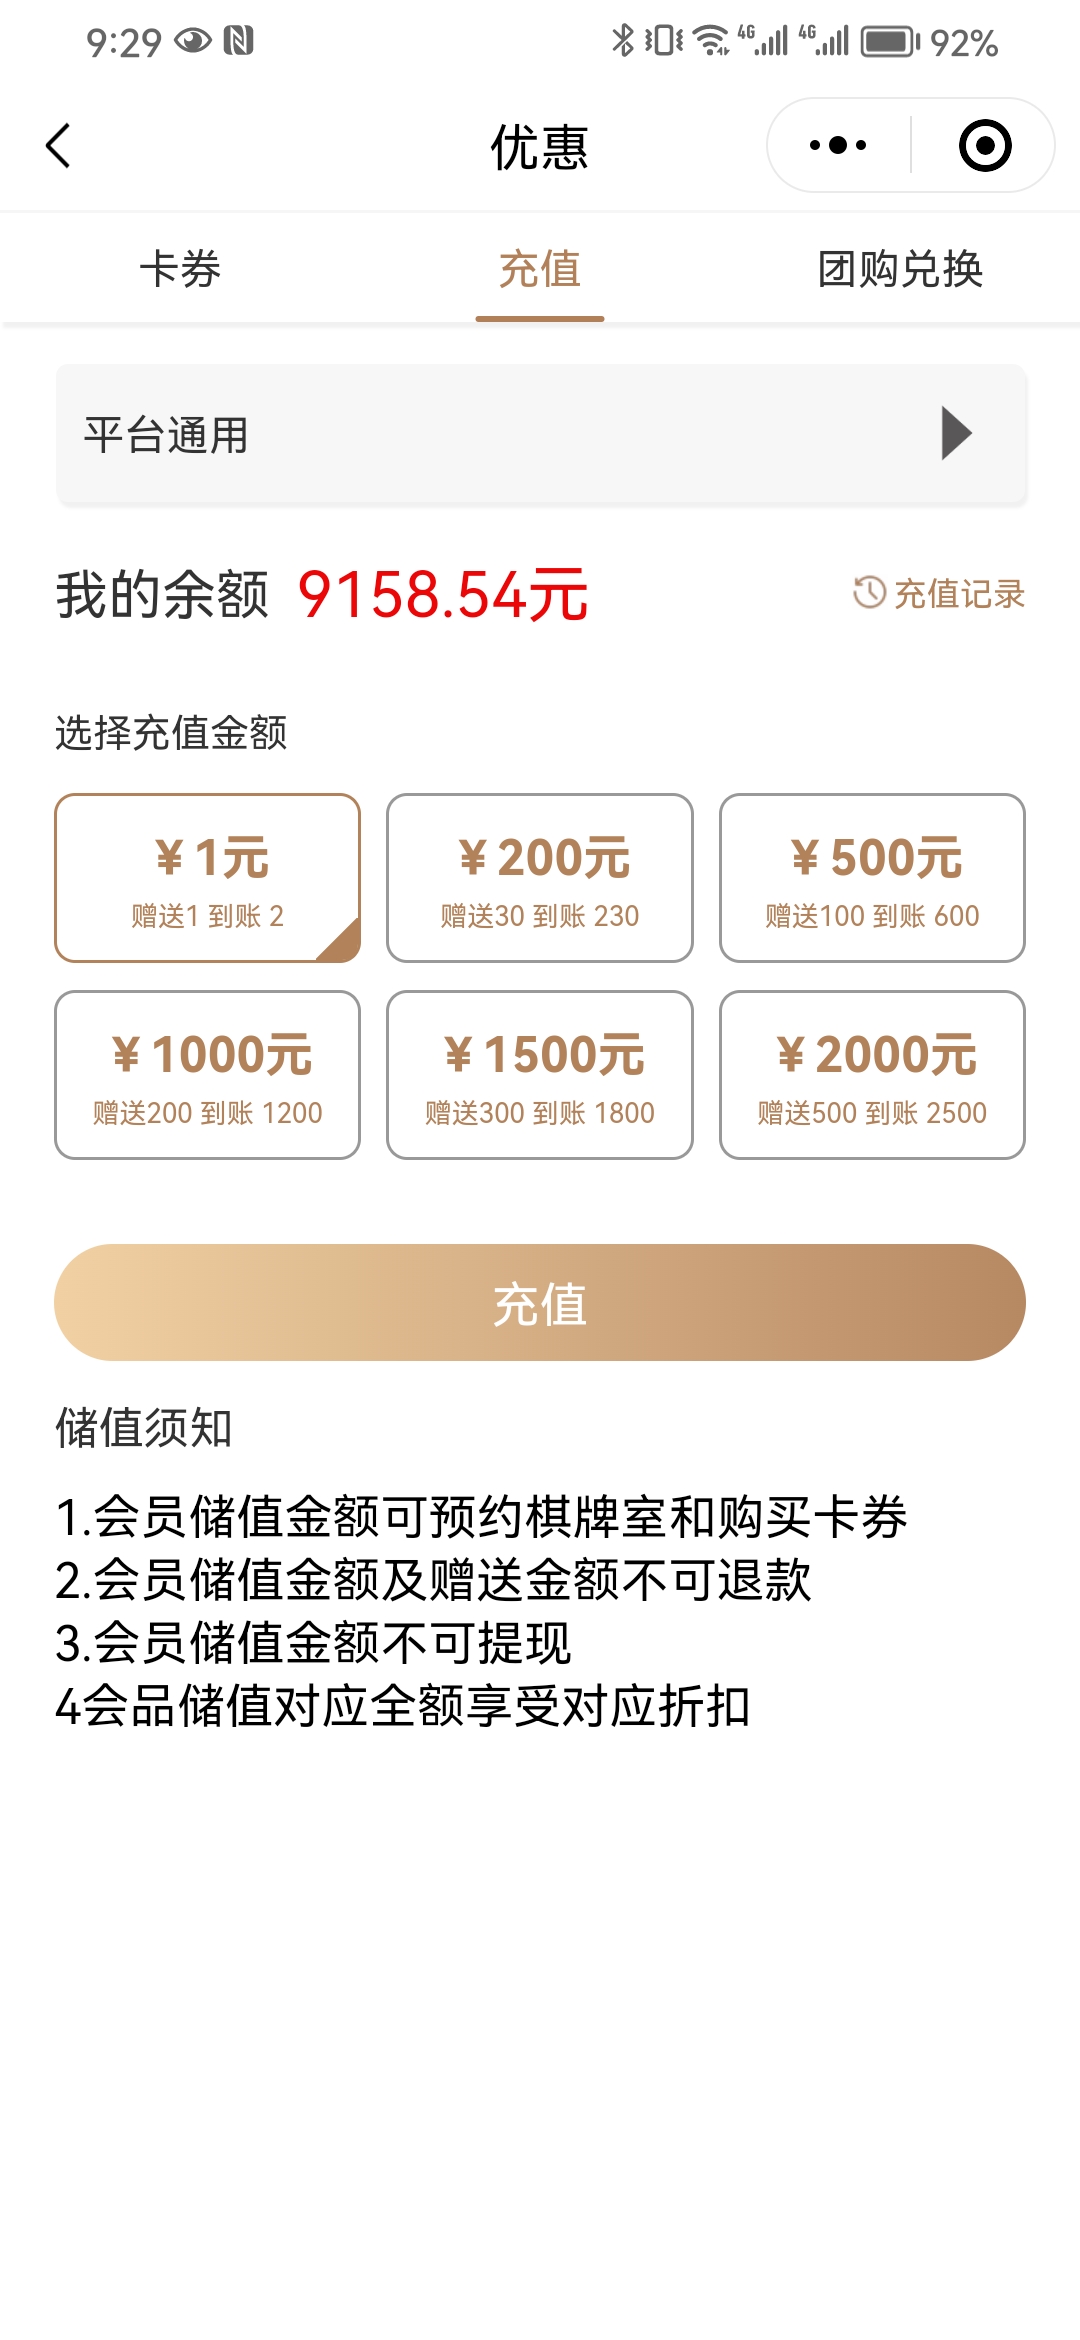 9:29 4G 4G 92%
优惠
卡券 充值 团购兑换
平台通用
我的余额 9158.54元 充值记录
选择充值金额
¥1元 ¥200元 ¥500元
赠送1 到账 2 赠送30 到账 230 赠送100 到账 600
¥1000元 ¥1500元 ¥2000元
赠送200 到账 1200 赠送300 到账 1800 赠送500 到账 2500
充值
储值须知
1.会员储值金额可预约棋牌室和购买卡券
2.会员储值金额及赠送金额不可退款
3.会员储值金额不可提现
4会品储值对应全额享受对应折扣